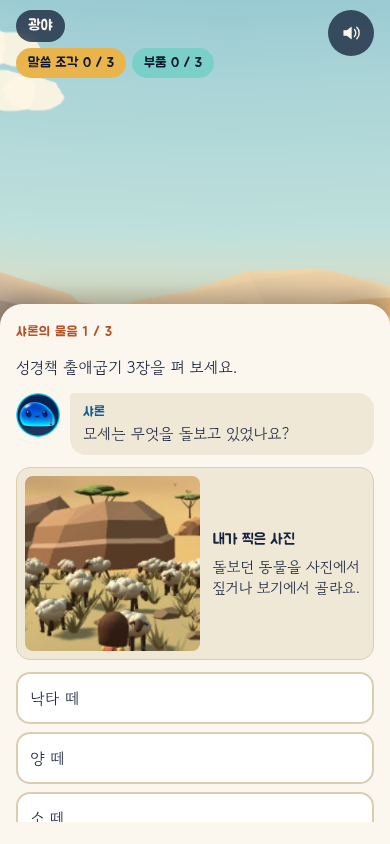 광야
말씀 조각 0 / 3
부품 0 / 3
샤론의 물음 1 / 3
성경책 출애굽기 3장을 펴 보세요.
샤론
모세는 무엇을 돌보고 있었나요?
내가 찍은 사진
돌보던 동물을 사진에서
짚거나 보기에서 골라요.
낙타 떼
양 떼
소 떼